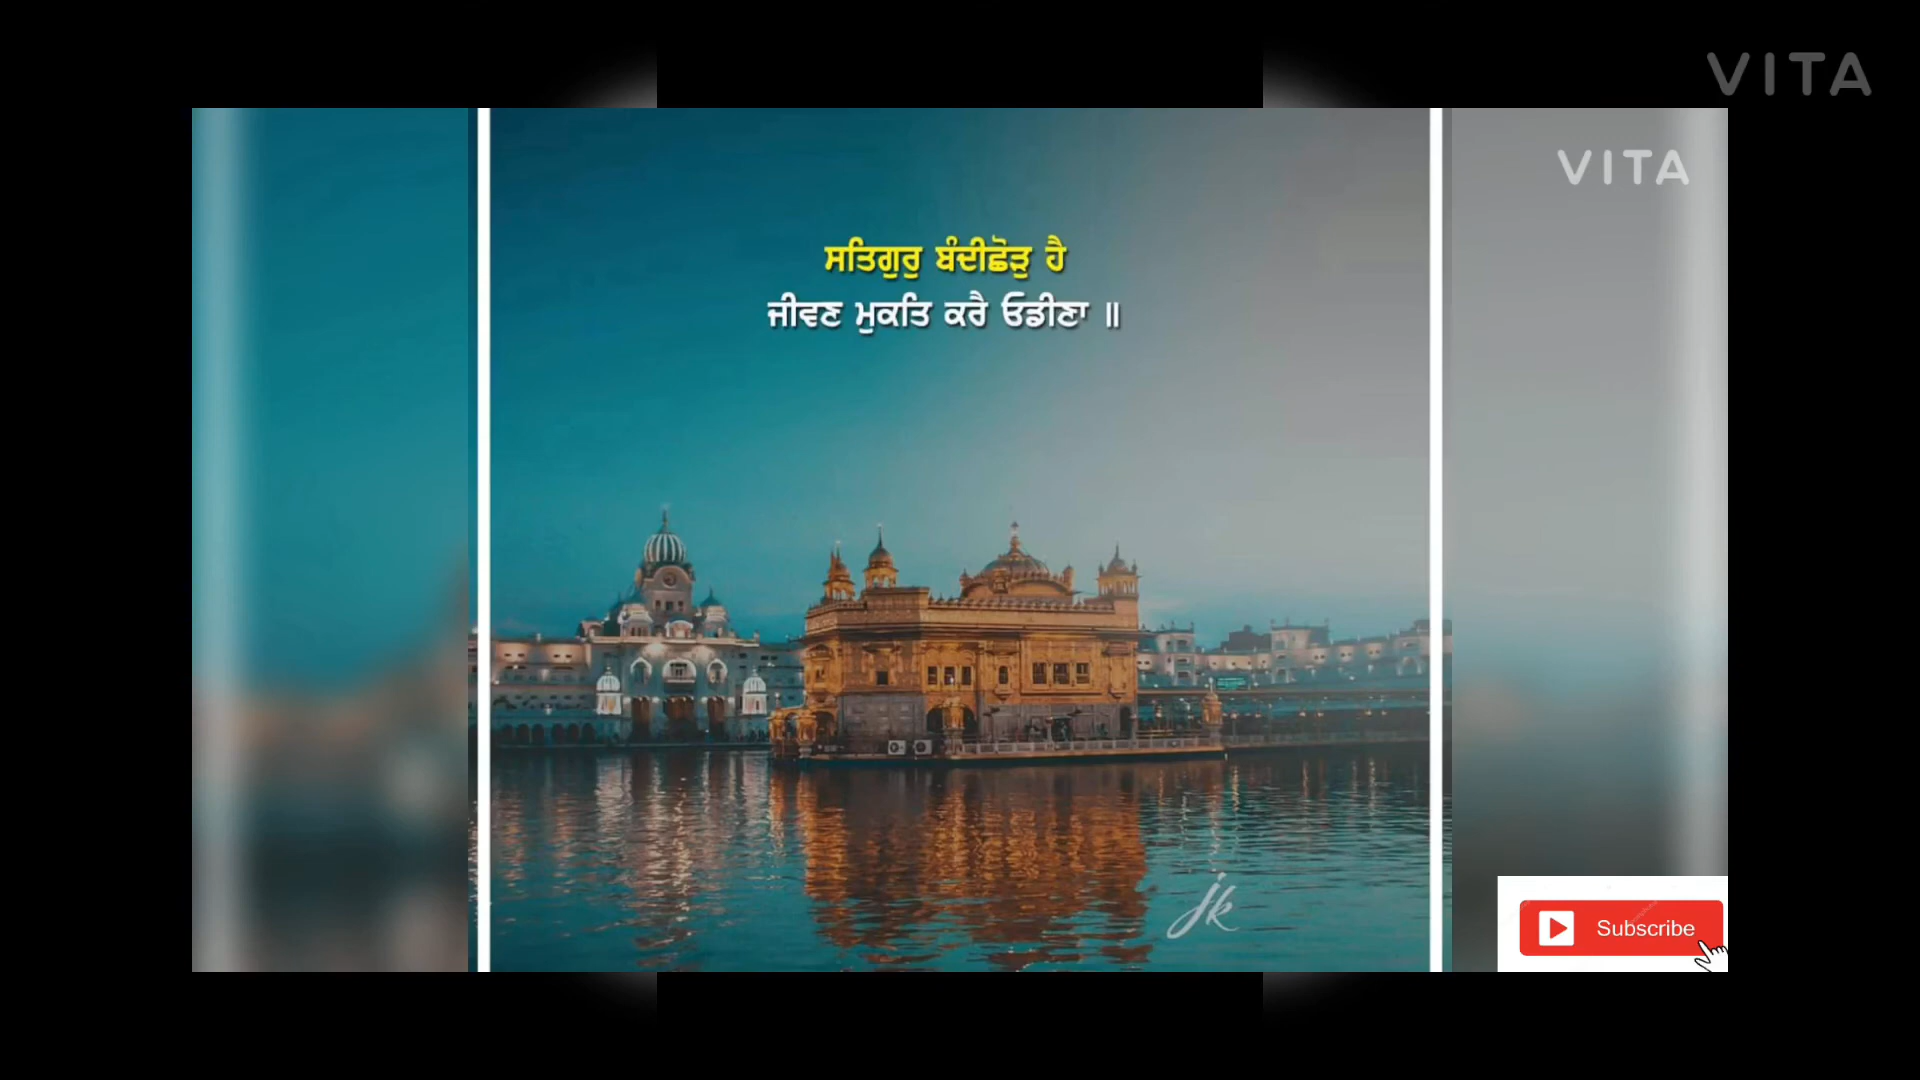 VITA
VITA
ਸਤਿਗੁਰੁ ਬੰਦੀਛੋੜੁ ਹੈ
ਜੀਵਣ ਮੁਕਤਿ ਕਰੈ ਓਡੀਣਾ ॥
jk
Subscribe